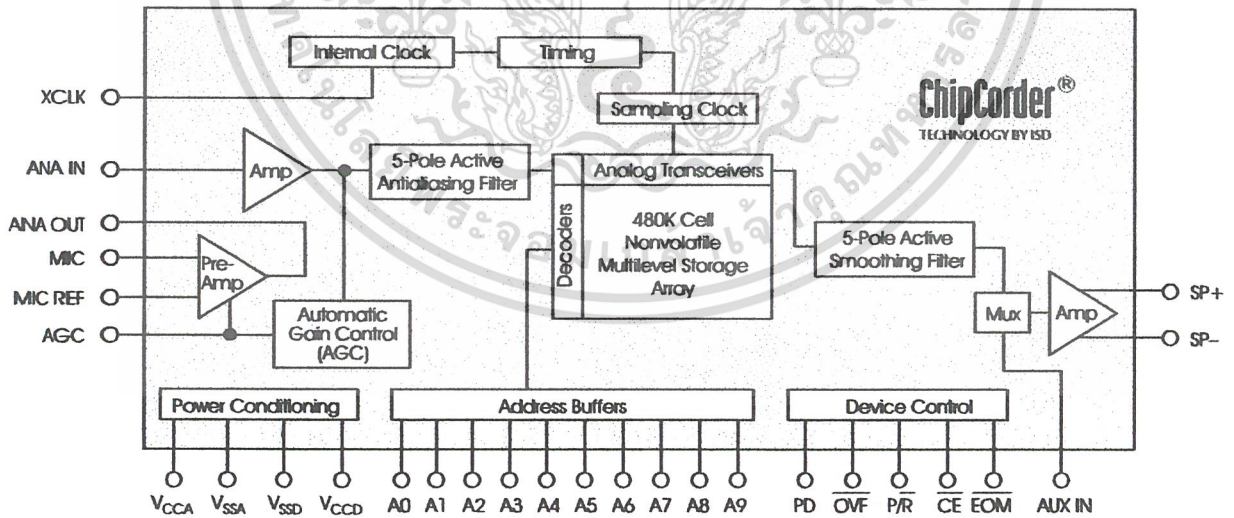 Internal Clock
Timing
XCLK
Sampling Clock
ChipCorder®
TECHNOLOGY BY ISD
ANA IN
Amp
5-Pole Active
Antialiasing Filter
Analog Transceivers
Decoders
480K Cell
Nonvolatile
Multilevel Storage
Array
ANA OUT
MIC
Pre-
Amp
MIC REF
AGC
Automatic
Gain Control
(AGC)
5-Pole Active
Smoothing Filter
Mux
Amp
SP+
SP–
Power Conditioning
Address Buffers
Device Control
VCCA VSSA VSSD VCCD A0 A1 A2 A3 A4 A5 A6 A7 A8 A9 PD OVF P/R CE EOM AUX IN